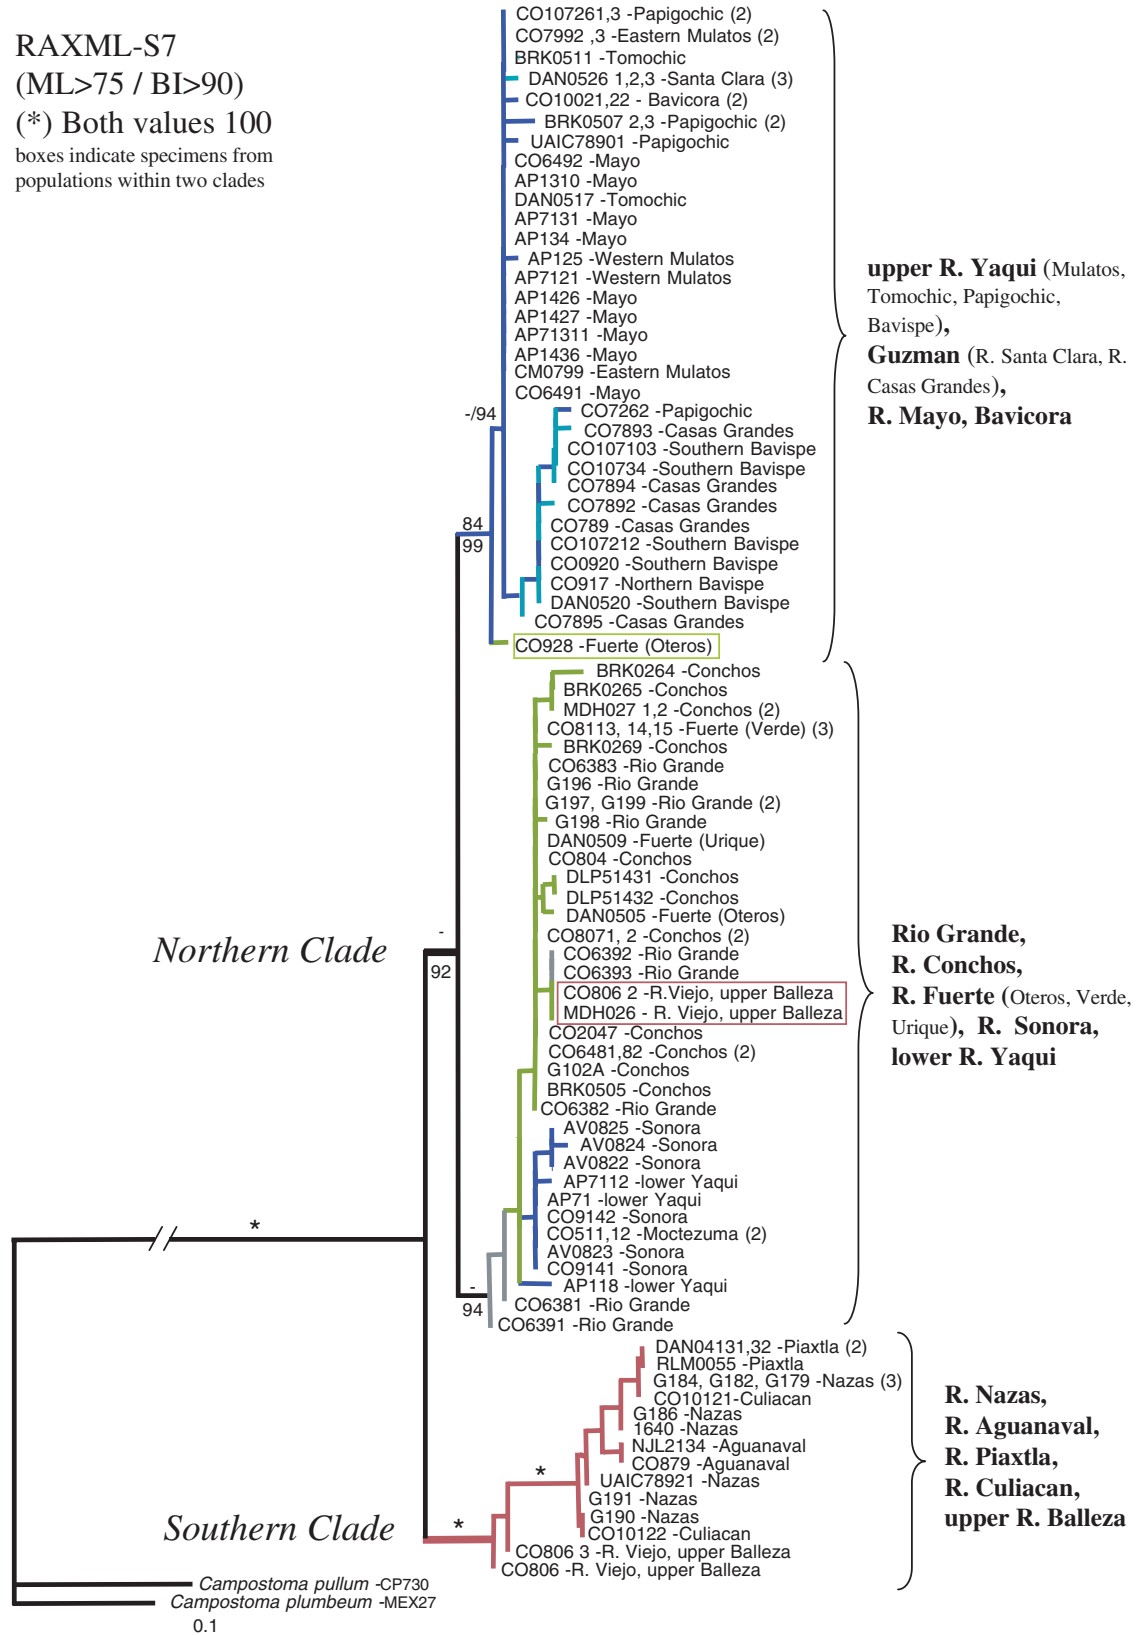 RAXML-S7
(ML>75 / BI>90)
(*) Both values 100
boxes indicate specimens from
populations within two clades
CO107261,3 -Papigochic (2)
CO7992 ,3 -Eastern Mulatos (2)
BRK0511 -Tomochic
DAN0526 1,2,3 -Santa Clara (3)
CO10021,22 - Bavicora (2)
BRK0507 2,3 -Papigochic (2)
UAIC78901 -Papigochic
CO6492 -Mayo
AP1310 -Mayo
DAN0517 -Tomochic
AP7131 -Mayo
AP134 -Mayo
AP125 -Western Mulatos
AP7121 -Western Mulatos
AP1426 -Mayo
AP1427 -Mayo
AP71311 -Mayo
AP1436 -Mayo
CM0799 -Eastern Mulatos
CO6491 -Mayo
-/94
CO7262 -Papigochic
CO7893 -Casas Grandes
CO107103 -Southern Bavispe
CO10734 -Southern Bavispe
CO7894 -Casas Grandes
CO7892 -Casas Grandes
84
99
CO789 -Casas Grandes
CO107212 -Southern Bavispe
CO0920 -Southern Bavispe
CO917 -Northern Bavispe
DAN0520 -Southern Bavispe
CO7895 -Casas Grandes
CO928 -Fuerte (Oteros)
upper R. Yaqui (Mulatos,
Tomochic, Papigochic,
Bavispe),
Guzman (R. Santa Clara, R.
Casas Grandes),
R. Mayo, Bavicora
BRK0264 -Conchos
BRK0265 -Conchos
MDH027 1,2 -Conchos (2)
CO8113, 14,15 -Fuerte (Verde) (3)
BRK0269 -Conchos
CO6383 -Rio Grande
G196 -Rio Grande
G197, G199 -Rio Grande (2)
G198 -Rio Grande
DAN0509 -Fuerte (Urique)
CO804 -Conchos
DLP51431 -Conchos
DLP51432 -Conchos
DAN0505 -Fuerte (Oteros)
CO8071, 2 -Conchos (2)
CO6392 -Rio Grande
CO6393 -Rio Grande
CO806 2 -R.Viejo, upper Balleza
MDH026 - R. Viejo, upper Balleza
CO2047 -Conchos
CO6481,82 -Conchos (2)
G102A -Conchos
BRK0505 -Conchos
CO6382 -Rio Grande
AV0825 -Sonora
AV0824 -Sonora
AV0822 -Sonora
AP7112 -lower Yaqui
AP71 -lower Yaqui
CO9142 -Sonora
CO511,12 -Moctezuma (2)
AV0823 -Sonora
CO9141 -Sonora
AP118 -lower Yaqui
CO6381 -Rio Grande
CO6391 -Rio Grande
Northern Clade
-
92
*
-
94
Rio Grande,
R. Conchos,
R. Fuerte (Oteros, Verde,
Urique), R. Sonora,
lower R. Yaqui
DAN04131,32 -Piaxtla (2)
RLM0055 -Piaxtla
G184, G182, G179 -Nazas (3)
CO10121-Culiacan
G186 -Nazas
1640 -Nazas
NJL2134 -Aguanaval
CO879 -Aguanaval
UAIC78921 -Nazas
G191 -Nazas
G190 -Nazas
CO10122 -Culiacan
CO806 3 -R. Viejo, upper Balleza
CO806 -R. Viejo, upper Balleza
*
*
Southern Clade
R. Nazas,
R. Aguanaval,
R. Piaxtla,
R. Culiacan,
upper R. Balleza
Campostoma pullum -CP730
Campostoma plumbeum -MEX27
0.1